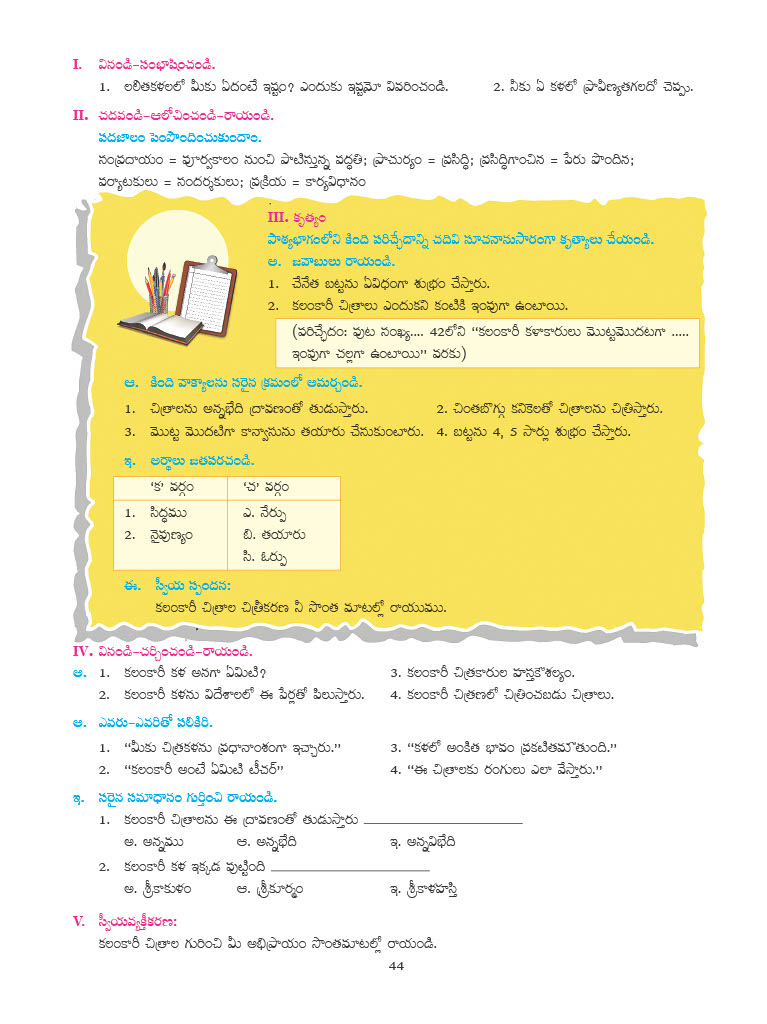 I. వినండి-సంభాషించండి.
1. లలితకళలలో మీకు ఏదంటే ఇష్టం? ఎందుకు ఇష్టమో వివరించండి. 2. నీకు ఏ కళలో ప్రావీణ్యతగలదో చెప్పు.
II. చదవండి-ఆలోచించండి-రాయండి.
పదజాలం పెంపొందించుకుందాం.
సంప్రదాయం = పూర్వకాలం నుంచి పాటిస్తున్న పద్ధతి; ప్రాచుర్యం = ప్రసిద్ధి; ప్రసిద్ధిగాంచిన = పేరు పొందిన;
పర్యాటకులు = సందర్శకులు; ప్రక్రియ = కార్యవిధానం
III. కృత్యం
పాఠ్యభాగంలోని కింది పరిచ్ఛేదాన్ని చదివి సూచనానుసారంగా కృత్యాలు చేయండి.
అ. జవాబులు రాయండి.
1. చేనేత బట్టను ఏవిధంగా శుభ్రం చేస్తారు.
2. కలంకారీ చిత్రాలు ఎందుకని కంటికి ఇంపుగా ఉంటాయి.
(పరిచ్ఛేదం: పుట సంఖ్య.... 42లోని “కలంకారీ కళాకారులు మొట్టమొదటగా .....
ఇంపుగా చల్లగా ఉంటాయి” వరకు)
ఆ. కింది వాక్యాలను సరైన క్రమంలో ఆమర్చండి.
1. చిత్రాలను అన్నభేది ద్రావణంతో తుడుస్తారు. 2. చింతబొగ్గు కనికెలతో చిత్రాలను చిత్రిస్తారు.
3. మొట్ట మొదటిగా కాన్వాసును తయారు చేసుకుంటారు. 4. బట్టను 4, 5 సార్లు శుభ్రం చేస్తారు.
ఇ. అర్థాలు జతపరచండి.
‘క’ వర్గం ‘చ’ వర్గం
1. సిద్ధము ఎ. నేర్పు
2. నైపుణ్యం బి. తయారు
సి. ఓర్పు
ఈ. స్వీయ స్పందన:
కలంకారీ చిత్రాల చిత్రీకరణ నీ సొంత మాటల్లో రాయుము.
IV. వినండి-చర్చించండి-రాయండి.
అ. 1. కలంకారీ కళ అనగా ఏమిటి? 3. కలంకారీ చిత్రకారుల హస్తకౌశల్యం.
2. కలంకారీ కళను విదేశాలలో ఈ పేర్లతో పిలుస్తారు. 4. కలంకారీ చిత్రణలో చిత్రించబడు చిత్రాలు.
ఆ. ఎవరు-ఎవరితో పలికిరి.
1. “మీకు చిత్రకళను ప్రధానాంశంగా ఇచ్చారు.” 3. “కళలో అంకిత భావం ప్రకటితమౌతుంది.”
2. “కలంకారీ అంటే ఏమిటి టీచర్” 4. “ఈ చిత్రాలకు రంగులు ఎలా వేస్తారు.”
ఇ. సరైన సమాధానం గుర్తించి రాయండి.
1. కలంకారీ చిత్రాలను ఈ ద్రావణంతో తుడుస్తారు
అ. అన్నము ఆ. అన్నభేది ఇ. అన్నవిభేది
2. కలంకారీ కళ ఇక్కడ పుట్టింది
అ. శ్రీకాకుళం ఆ. శ్రీకూర్మం ఇ. శ్రీకాళహస్తి
V. స్వీయవ్యక్తీకరణ:
కలంకారీ చిత్రాల గురించి మీ అభిప్రాయం సొంతమాటల్లో రాయండి.
44